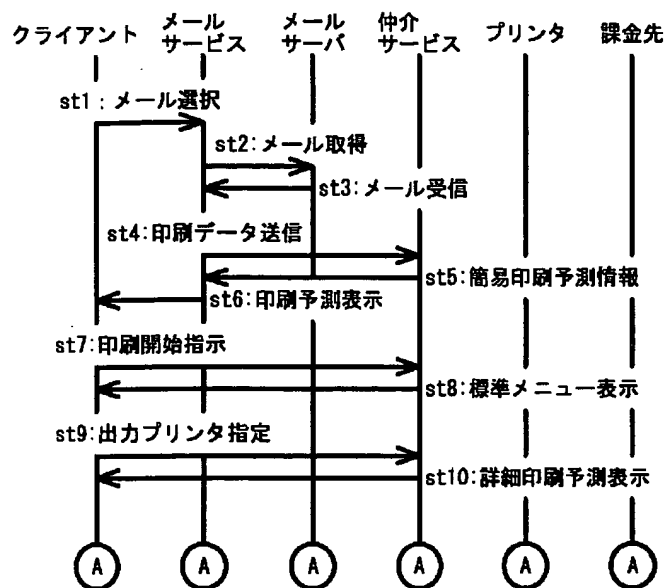 クライアント
メール
サービス
メール
サーバ
仲介
サービス
プリンタ
課金先
st1：メール選択
st2:メール取得
st3:メール受信
st4:印刷データ送信
st5:簡易印刷予測情報
st6:印刷予測表示
st7:印刷開始指示
st8:標準メニュー表示
st9:出力プリンタ指定
st10:詳細印刷予測表示
A A A A A A